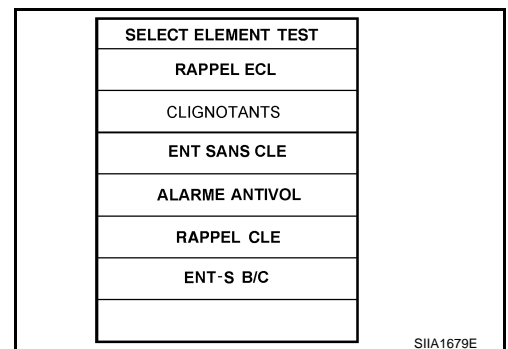 SELECT ELEMENT TEST
RAPPEL ECL
CLIGNOTANTS
ENT SANS CLE
ALARME ANTIVOL
RAPPEL CLE
ENT-S B/C
SIIA1679E